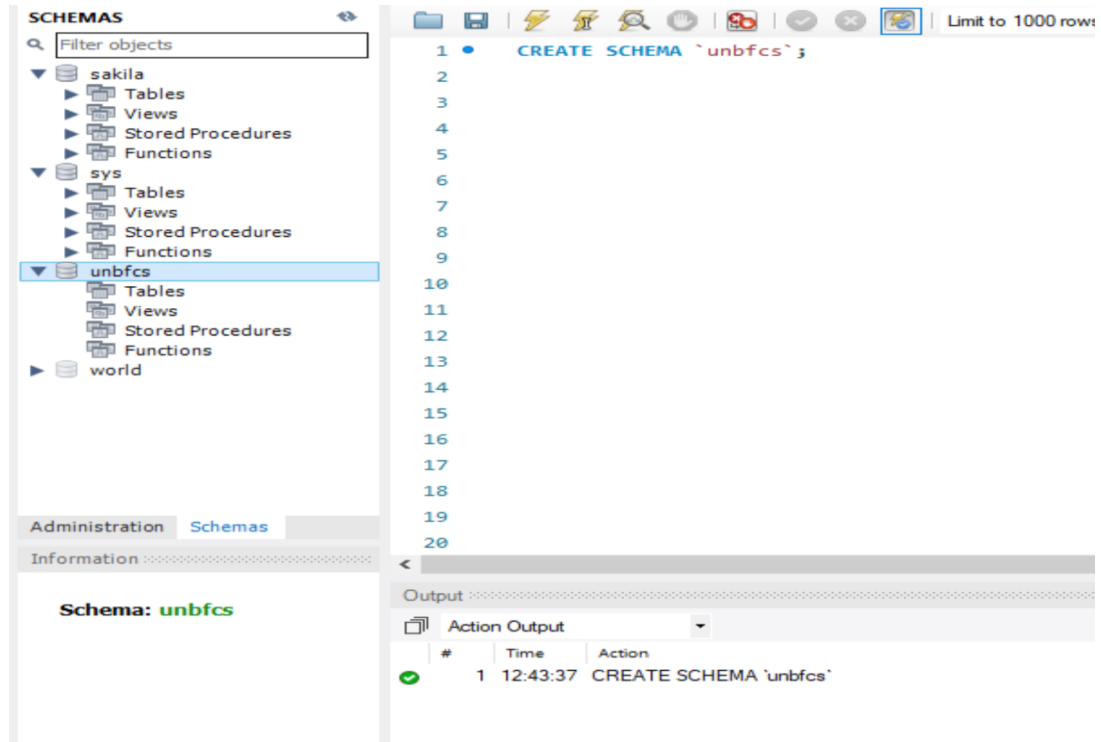 SCHEMAS
Filter objects
sakila
Tables
Views
Stored Procedures
Functions
sys
Tables
Views
Stored Procedures
Functions
unbfcs
Tables
Views
Stored Procedures
Functions
world
Administration Schemas
Information
Schema: unbfcs
Limit to 1000 rows
1 CREATE SCHEMA `unbfcs`;
2
3
4
5
6
7
8
9
10
11
12
13
14
15
16
17
18
19
20
Output
Action Output
# Time Action
1 12:43:37 CREATE SCHEMA `unbfcs`